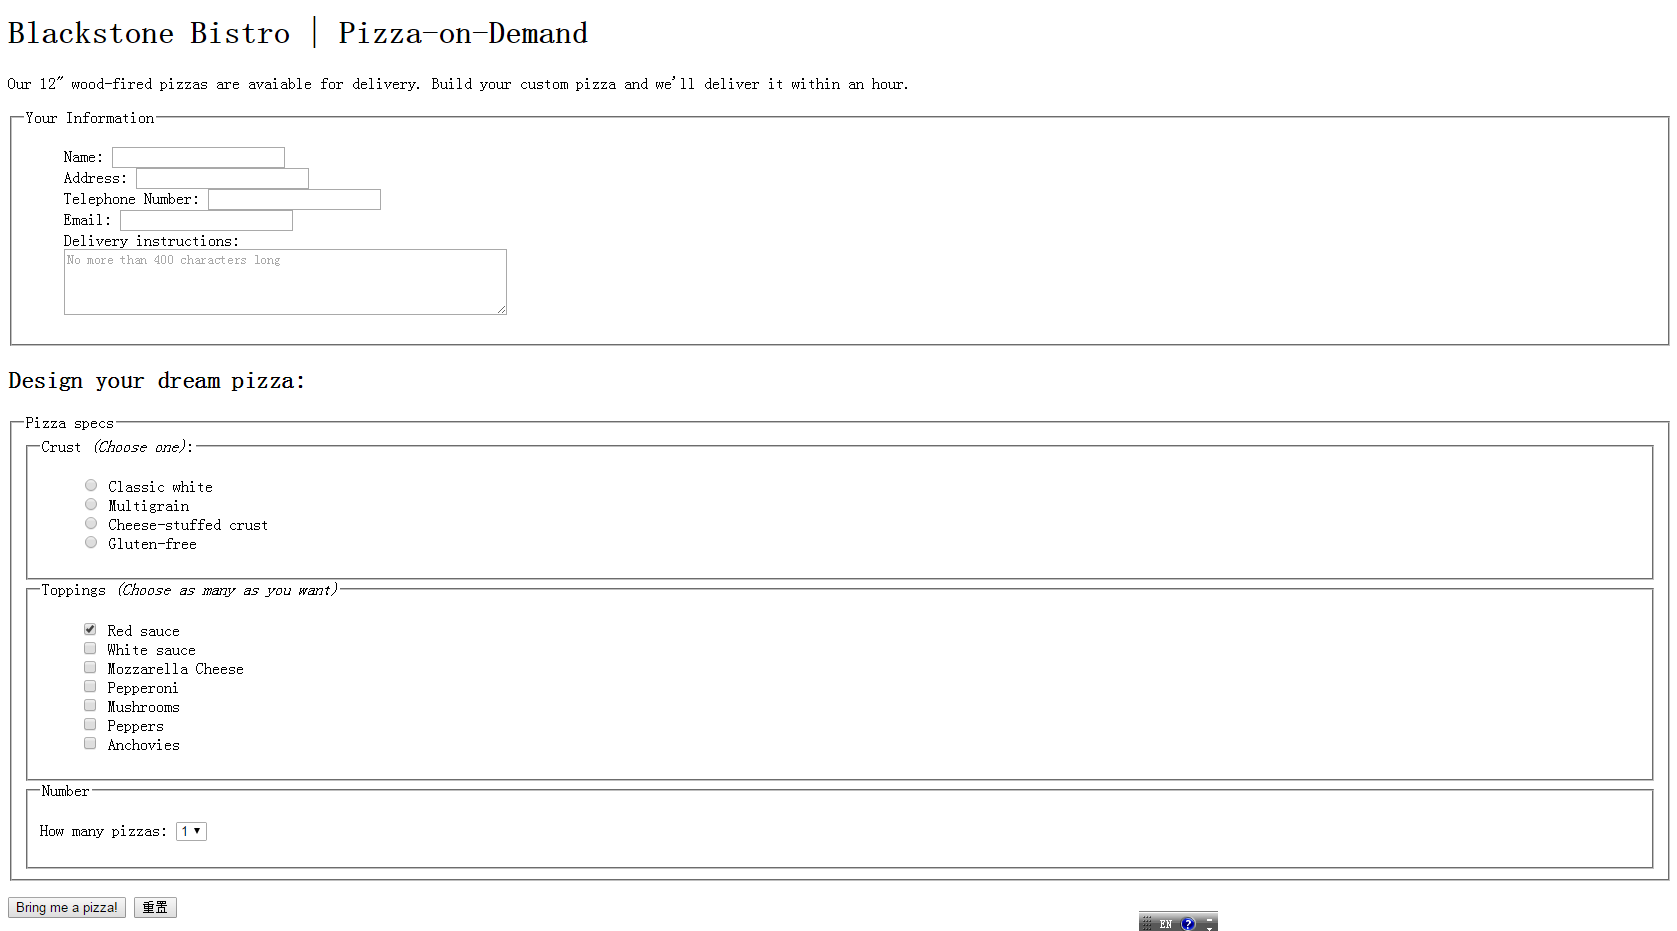 Blackstone Bistro | Pizza-on-Demand
Our 12" wood-fired pizzas are avaiable for delivery. Build your custom pizza and we'll deliver it within an hour.
Your Information
Name:
Address:
Telephone Number:
Email:
Delivery instructions:
No more than 400 characters long
Design your dream pizza:
Pizza specs
Crust (Choose one):
Classic white
Multigrain
Cheese-stuffed crust
Gluten-free
Toppings (Choose as many as you want)
Red sauce
White sauce
Mozzarella Cheese
Pepperoni
Mushrooms
Peppers
Anchovies
Number
How many pizzas: 1
Bring me a pizza! 重置
EN ?